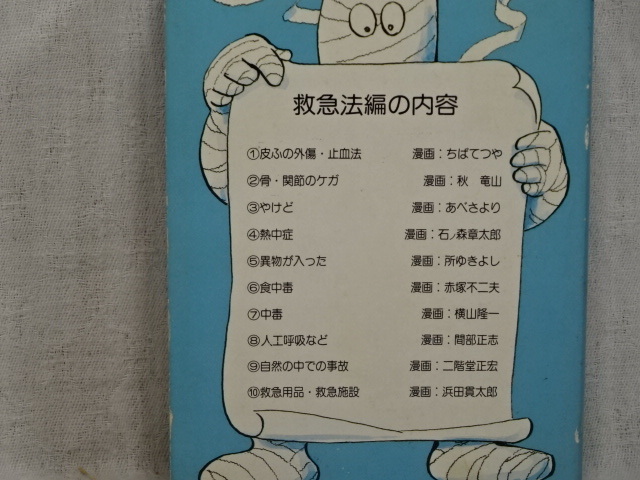 救急法編の内容
①皮ふの外傷・止血法 漫画：ちばてつや
②骨・関節のケガ 漫画：秋 竜山
③やけど 漫画：あべさより
④熱中症 漫画：石ノ森章太郎
⑤異物が入った 漫画：所ゆきよし
⑥食中毒 漫画：赤塚不二夫
⑦中毒 漫画：横山隆一
⑧人工呼吸など 漫画：間部正志
⑨自然の中での事故 漫画：二階堂正宏
⑩救急用品・救急施設 漫画：浜田貫太郎